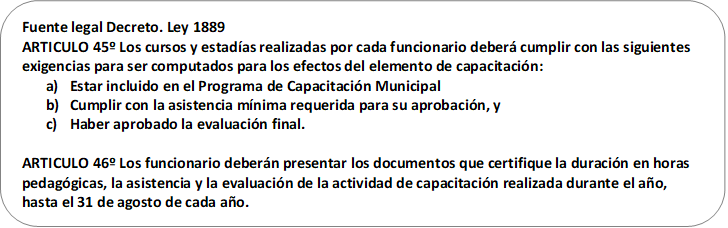 Fuente legal Decreto. Ley 1889
ARTICULO 45º Los cursos y estadías realizadas por cada funcionario deberá cumplir con las siguientes
exigencias para ser computados para los efectos del elemento de capacitación:
a) Estar incluido en el Programa de Capacitación Municipal
b) Cumplir con la asistencia mínima requerida para su aprobación, y
c) Haber aprobado la evaluación final.
ARTICULO 46º Los funcionario deberán presentar los documentos que certifique la duración en horas
pedagógicas, la asistencia y la evaluación de la actividad de capacitación realizada durante el año,
hasta el 31 de agosto de cada año.